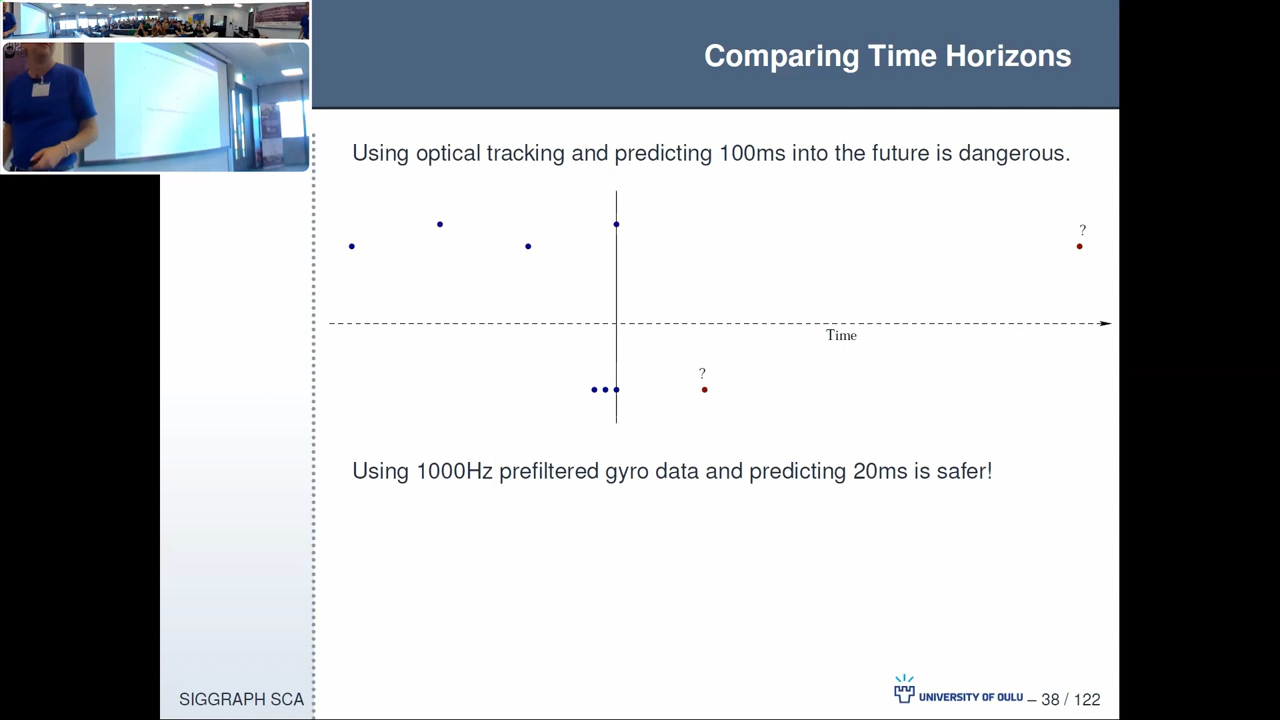 Comparing Time Horizons
Using optical tracking and predicting 100ms into the future is dangerous.
?
Time
?
Using 1000Hz prefiltered gyro data and predicting 20ms is safer!
SIGGRAPH SCA
UNIVERSITY OF OULU – 38 / 122